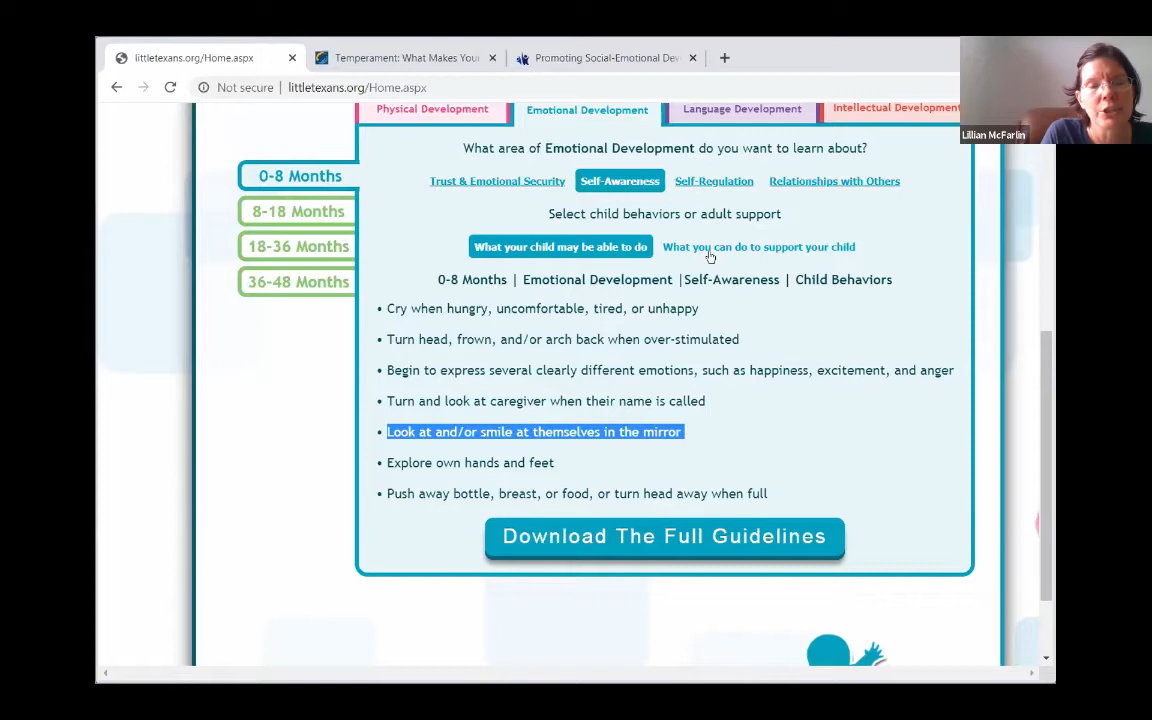 littletexans.org/Home.aspx
Temperament: What Makes Your
Promoting Social-Emotional Dev
Not secure | littletexans.org/Home.aspx
Lillian McFarlin
Physical Development
Emotional Development
Language Development
Intellectual Development
What area of Emotional Development do you want to learn about?
0-8 Months
8-18 Months
18-36 Months
36-48 Months
Trust & Emotional Security
Self-Awareness
Self-Regulation
Relationships with Others
Select child behaviors or adult support
What your child may be able to do
What you can do to support your child
0-8 Months | Emotional Development |Self-Awareness | Child Behaviors
• Cry when hungry, uncomfortable, tired, or unhappy
• Turn head, frown, and/or arch back when over-stimulated
• Begin to express several clearly different emotions, such as happiness, excitement, and anger
• Turn and look at caregiver when their name is called
• Look at and/or smile at themselves in the mirror
• Explore own hands and feet
• Push away bottle, breast, or food, or turn head away when full
Download The Full Guidelines